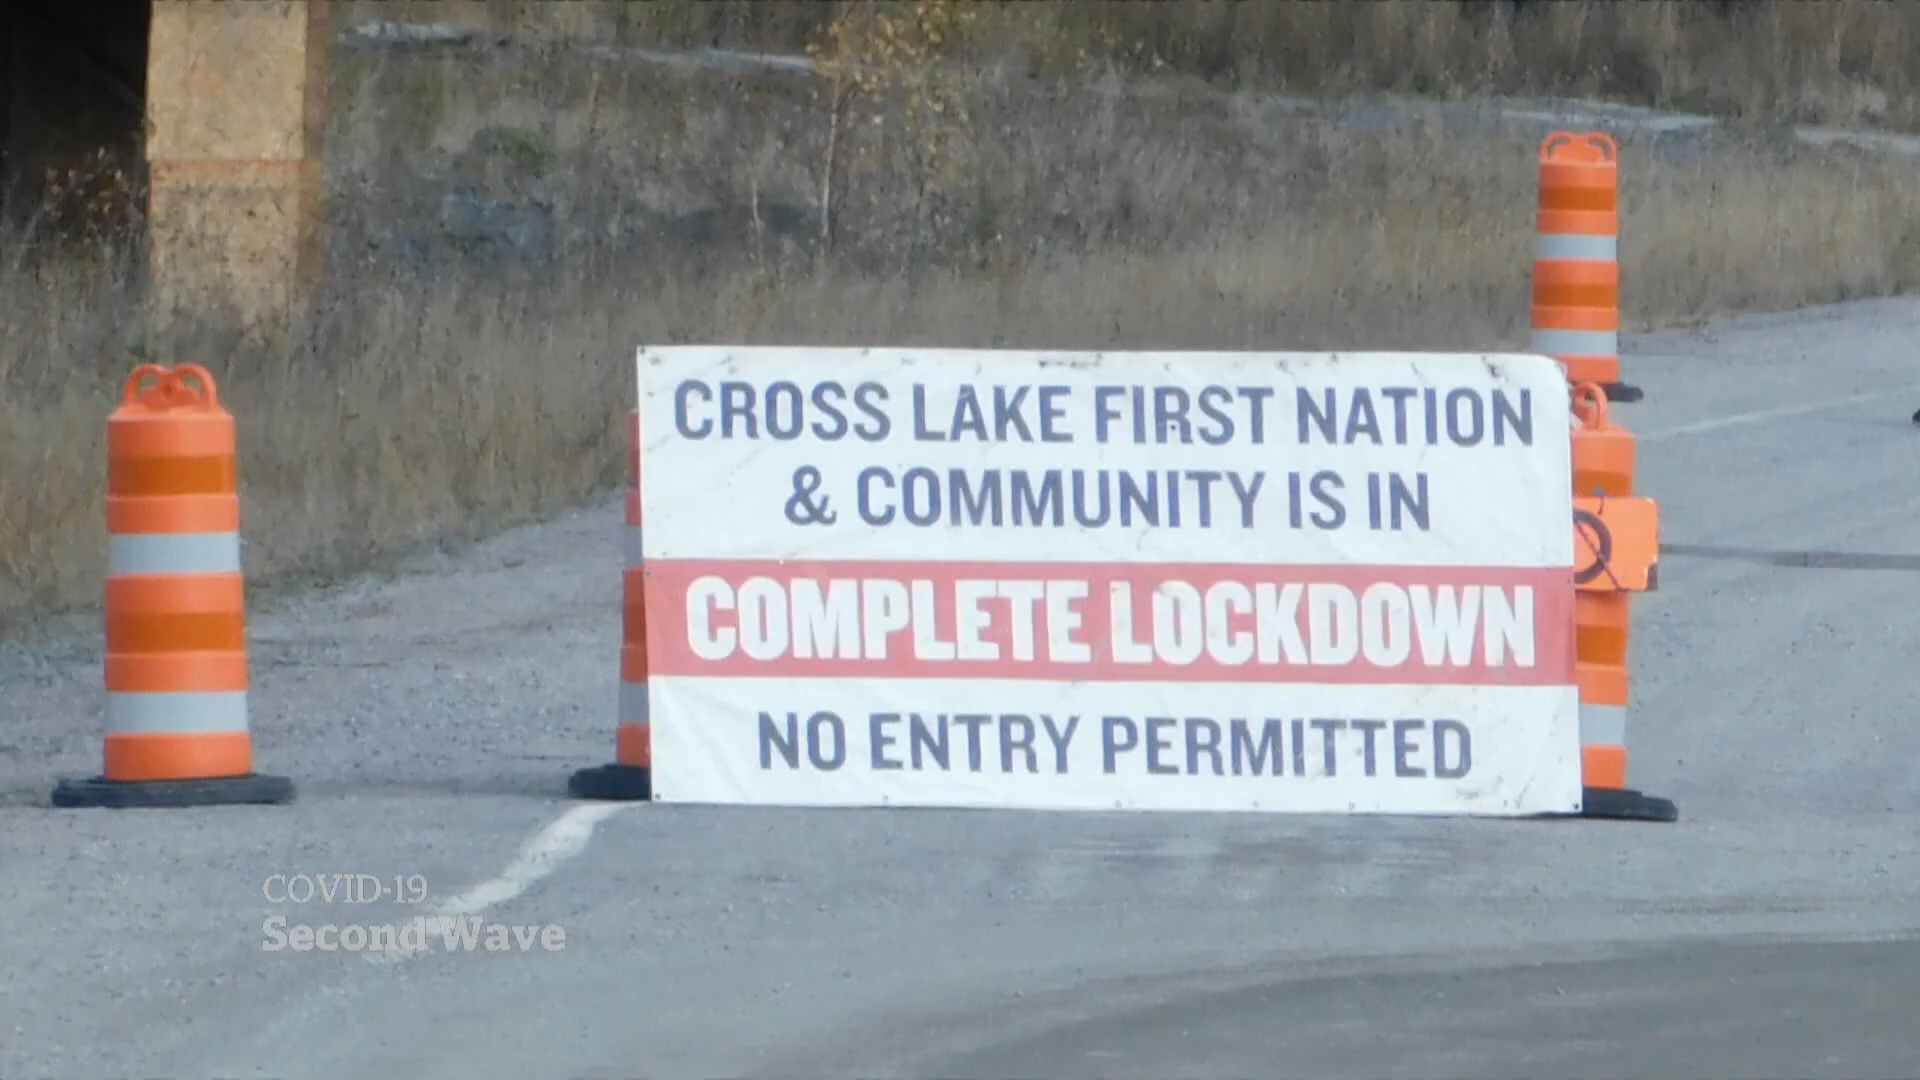 CROSS LAKE FIRST NATION
& COMMUNITY IS IN
COMPLETE LOCKDOWN
NO ENTRY PERMITTED
COVID-19
Second Wave